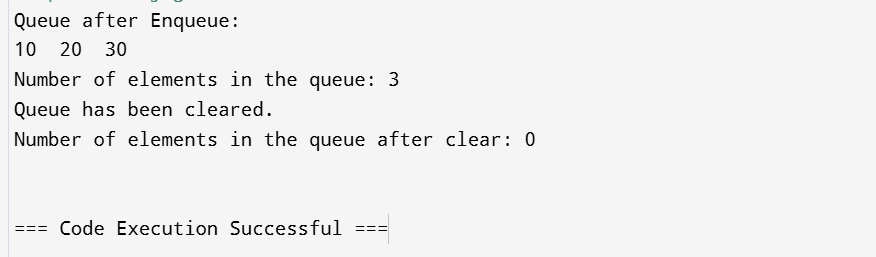 Queue after Enqueue:
10  20  30
Number of elements in the queue: 3
Queue has been cleared.
Number of elements in the queue after clear: 0
=== Code Execution Successful ===